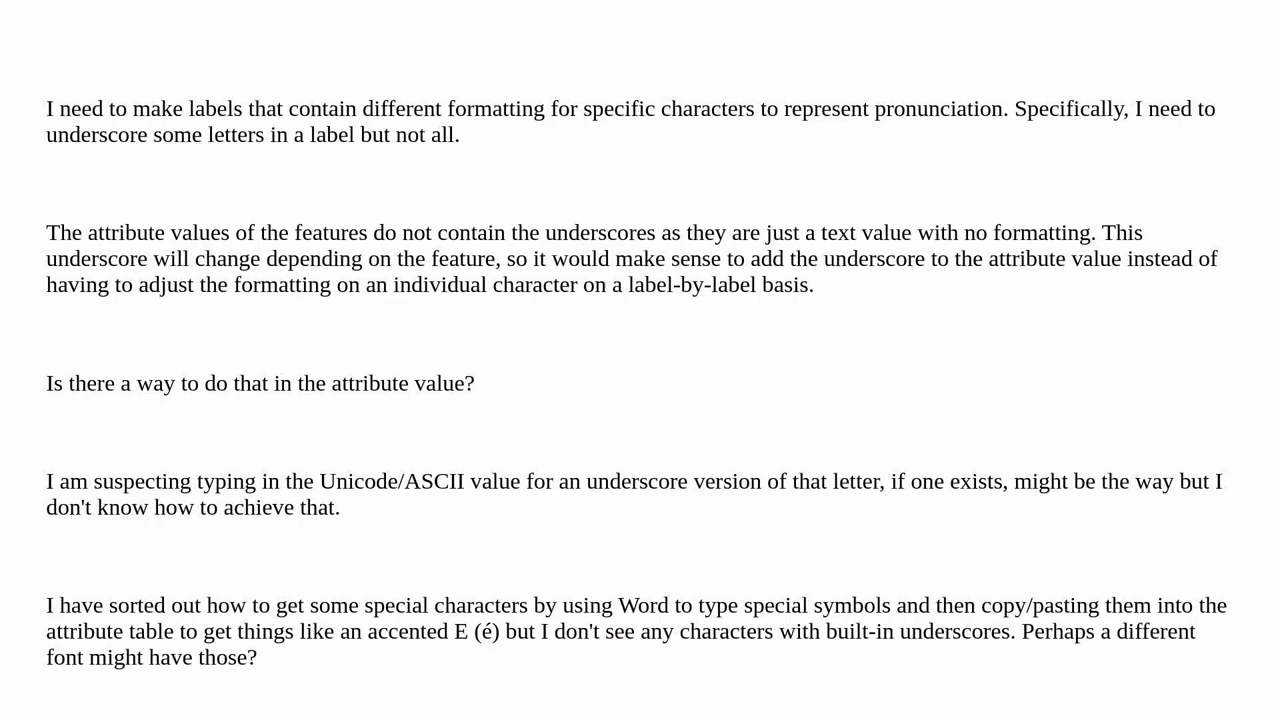 I need to make labels that contain different formatting for specific characters to represent pronunciation. Specifically, I need to
underscore some letters in a label but not all.
The attribute values of the features do not contain the underscores as they are just a text value with no formatting. This
underscore will change depending on the feature, so it would make sense to add the underscore to the attribute value instead of
having to adjust the formatting on an individual character on a label-by-label basis.
Is there a way to do that in the attribute value?
I am suspecting typing in the Unicode/ASCII value for an underscore version of that letter, if one exists, might be the way but I
don't know how to achieve that.
I have sorted out how to get some special characters by using Word to type special symbols and then copy/pasting them into the
attribute table to get things like an accented E (é) but I don't see any characters with built-in underscores. Perhaps a different
font might have those?